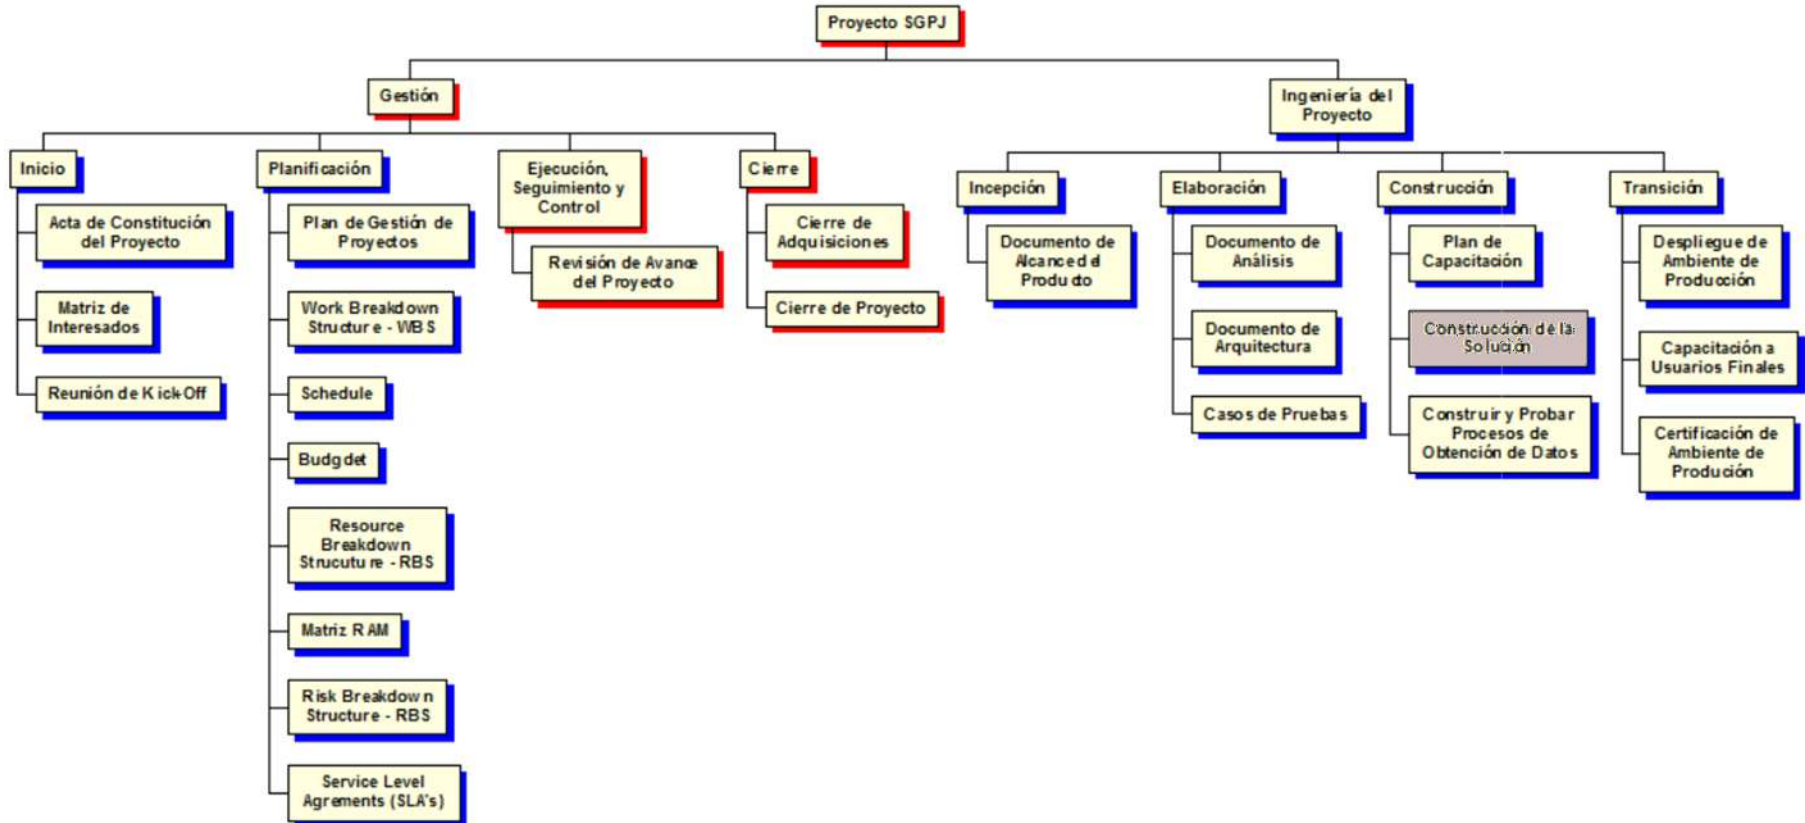 Proyecto SGPJ
Gestión
Ingeniería del
Proyecto
Inicio
Planificación
Ejecución,
Seguimiento y
Control
Cierre
Incepción
Elaboración
Construcción
Transición
Acta de Constitución
del Proyecto
Matriz de
Interesados
Reunión de Kick-Off
Plan de Gestión de
Proyectos
Work Breakdown
Structure - WBS
Schedule
Budgdet
Resource
Breakdown
Strucuture - RBS
Matriz RAM
Risk Breakdown
Structure - RBS
Service Level
Agrements (SLA's)
Revisión de Avance
del Proyecto
Cierre de
Adquisiciones
Cierre de Proyecto
Documento de
Alcance del
Producto
Documento de
Análisis
Documento de
Arquitectura
Casos de Pruebas
Plan de
Capacitación
Construcción de la
Solución
Construir y Probar
Procesos de
Obtención de Datos
Despliegue de
Ambiente de
Producción
Capacitación a
Usuarios Finales
Certificación de
Ambiente de
Produción